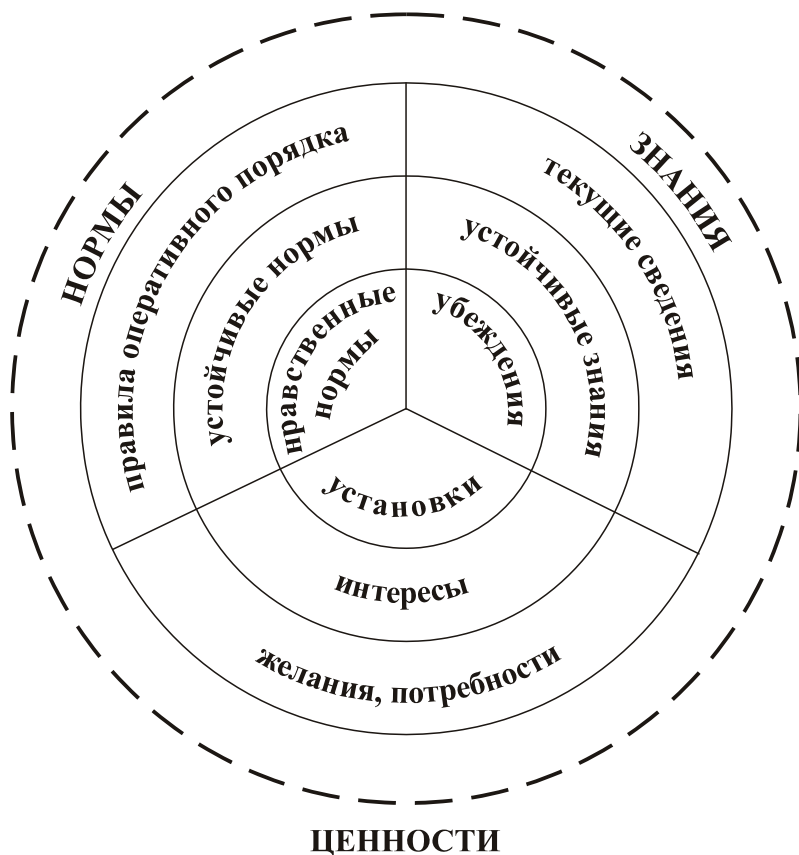 НОРМЫ
правила оперативного порядка
устойчивые нормы
нравственные
нормы
ЗНАНИЯ
текущие сведения
устойчивые знания
убеждения
установки
интересы
желания, потребности
ЦЕННОСТИ